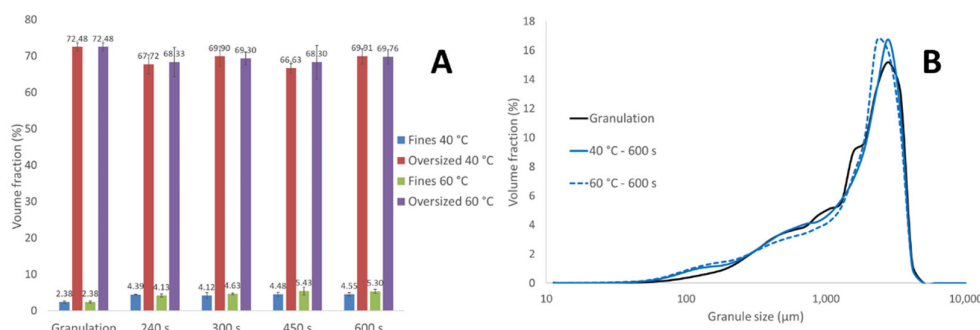 80
70
60
50
40
30
20
10
0
Voume fraction (%)
72,48 72,48
67,72 68,33
69,90 69,30
66,63 68,30
69,91 69,76
2.38 2.38
4.39 4.13
4.12 4.63
4.48 5.43
4.55 5.30
Granulation 240 s 300 s 450 s 600 s
A
Fines 40 °C
Oversized 40 °C
Fines 60 °C
Oversized 60 °C
18
16
14
12
10
8
6
4
2
0
Volume fraction (%)
B
Granulation
40 °C - 600 s
60 °C - 600 s
10 100 1,000 10,000
Granule size (µm)